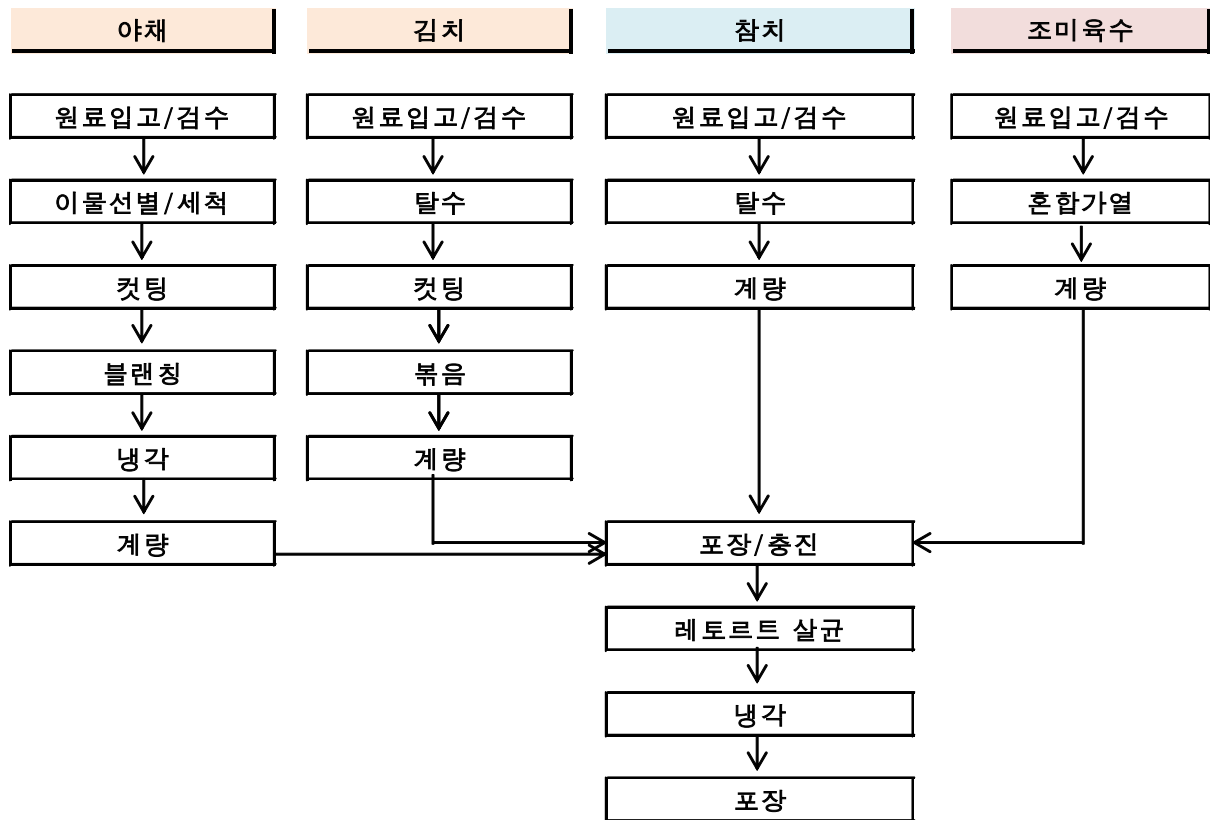 야채 김치 참치 조미육수
원료입고/검수 원료입고/검수 원료입고/검수 원료입고/검수
이물선별/세척 탈수 탈수 혼합가열
컷팅 컷팅 계량 계량
블랜칭 볶음
냉각 계량
계량 포장/충진
레토르트 살균
냉각
포장